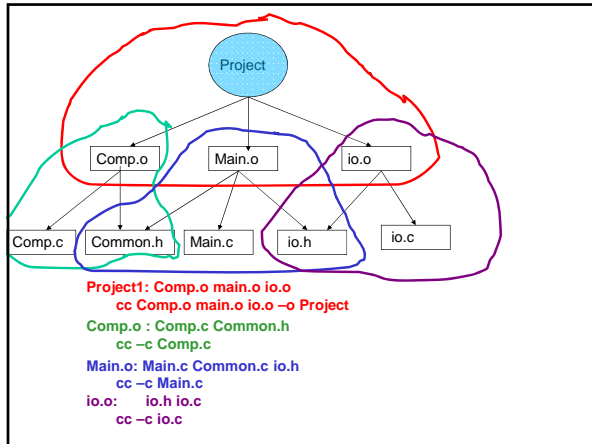 Project
Comp.o Main.o io.o
Comp.c Common.h Main.c io.h io.c
Project1: Comp.o main.o io.o
cc Comp.o main.o io.o –o Project
Comp.o : Comp.c Common.h
cc –c Comp.c
Main.o: Main.c Common.c io.h
cc –c Main.c
io.o: io.h io.c
cc –c io.c